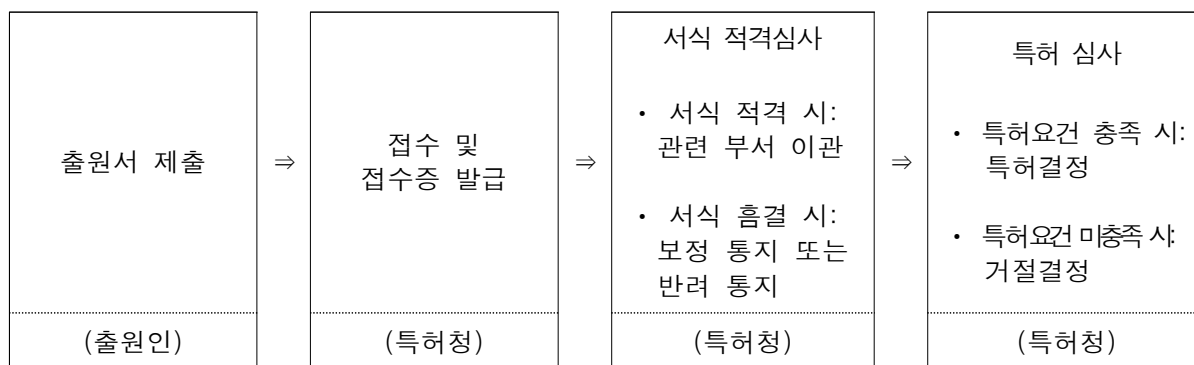 출원서 제출
(출원인)
⇒
접수 및
접수증 발급
(특허청)
⇒
서식 적격심사
• 서식 적격 시:
관련 부서 이관
• 서식 흠결 시:
보정 통지 또는
반려 통지
(특허청)
⇒
특허 심사
• 특허요건 충족 시:
특허결정
• 특허요건 미충족 시:
거절결정
(특허청)